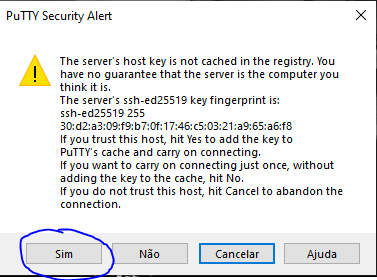 PuTTY Security Alert
The server's host key is not cached in the registry. You
have no guarantee that the server is the computer you
think it is.
The server's ssh-ed25519 key fingerprint is:
ssh-ed25519 255
30:d2:a3:09:f9:b7:0f:17:46:c5:03:21:a9:65:a6:f8
If you trust this host, hit Yes to add the key to
PuTTY's cache and carry on connecting.
If you want to carry on connecting just once, without
adding the key to the cache, hit No.
If you do not trust this host, hit Cancel to abandon the
connection.
Sim Não Cancelar Ajuda